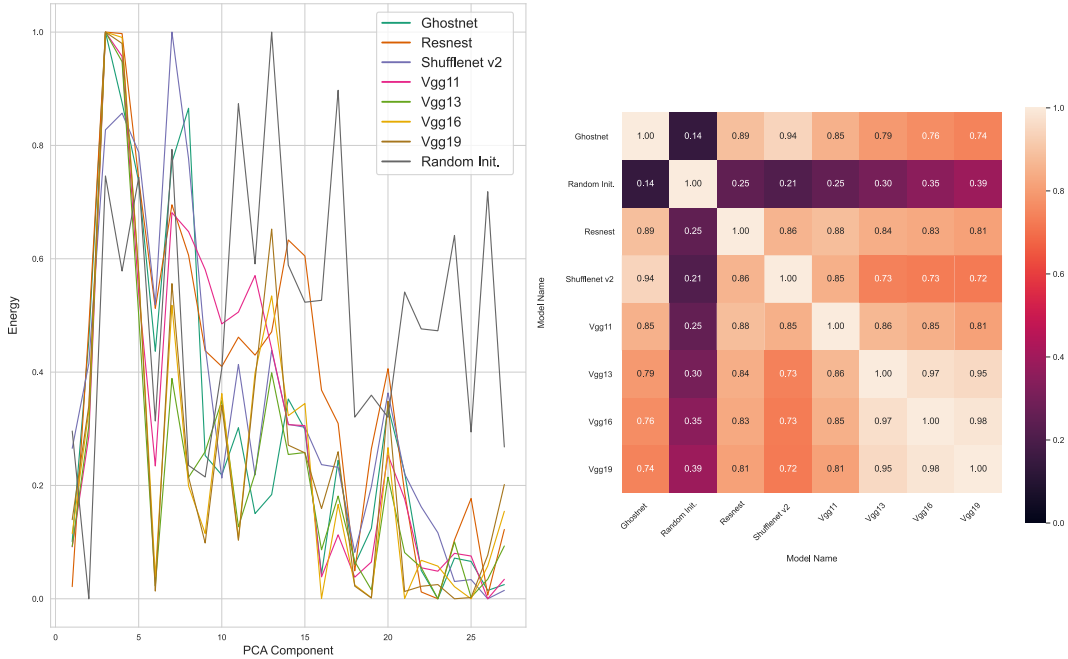 Ghostnet
Resnest
Shufflenet v2
Vgg11
Vgg13
Vgg16
Vgg19
Random Init.
1.0
0.8
0.6
0.4
0.2
0.0
Energy
0 5 10 15 20 25
PCA Component
Ghostnet 1.00 0.14 0.89 0.94 0.85 0.79 0.76 0.74
Random Init. 0.14 1.00 0.25 0.21 0.25 0.30 0.35 0.39
Resnest 0.89 0.25 1.00 0.86 0.88 0.84 0.83 0.81
Shufflenet v2 0.94 0.21 0.86 1.00 0.85 0.73 0.73 0.72
Vgg11 0.85 0.25 0.88 0.85 1.00 0.86 0.85 0.81
Vgg13 0.79 0.30 0.84 0.73 0.86 1.00 0.97 0.95
Vgg16 0.76 0.35 0.83 0.73 0.85 0.97 1.00 0.98
Vgg19 0.74 0.39 0.81 0.72 0.81 0.95 0.98 1.00
Model Name
Ghostnet Random Init. Resnest Shufflenet v2 Vgg11 Vgg13 Vgg16 Vgg19
Model Name
1.0
0.8
0.6
0.4
0.2
0.0